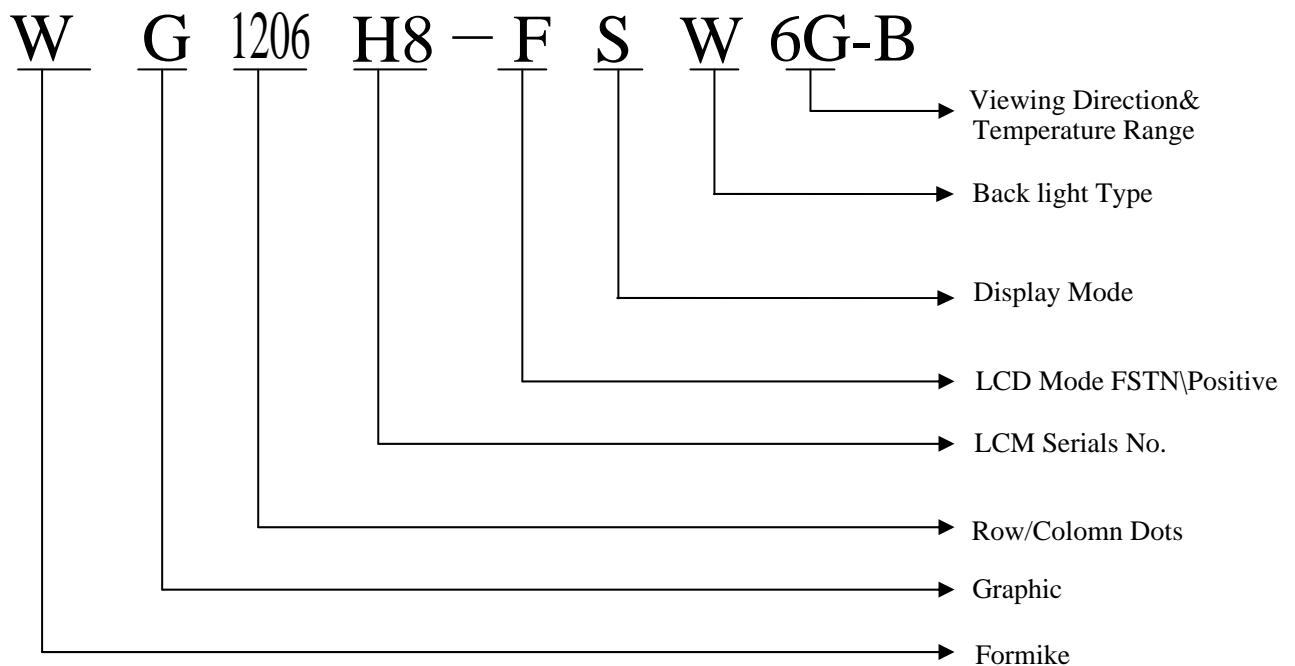 W G 1206 H8 - F S W 6G-B
Viewing Direction&
Temperature Range
Back light Type
Display Mode
LCD Mode FSTN\Positive
LCM Serials No.
Row/Colomn Dots
Graphic
Formike